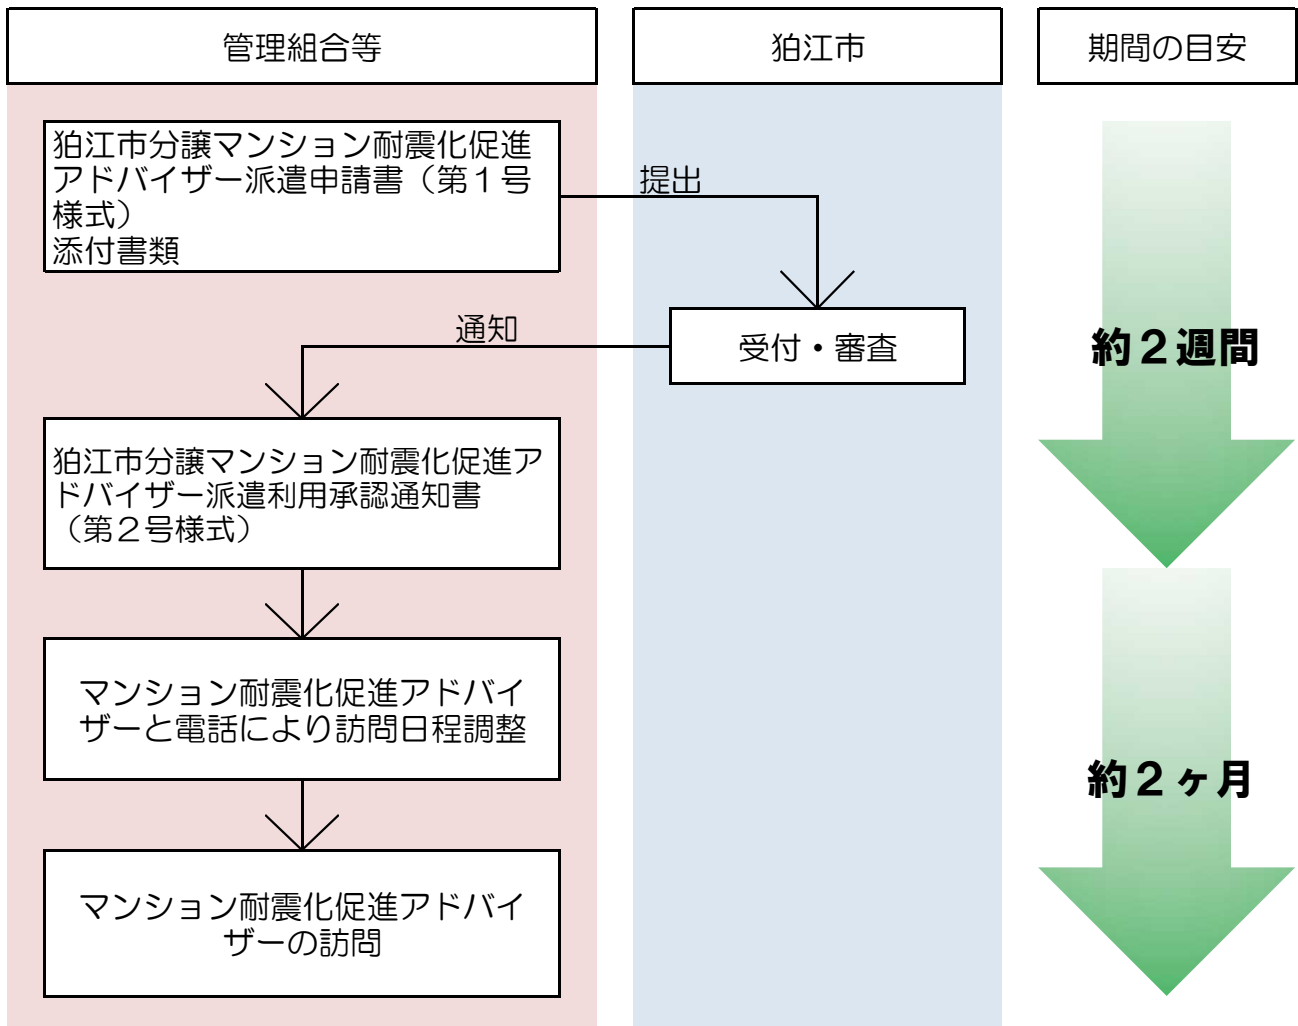 管理組合等
狛江市
期間の目安
狛江市分譲マンション耐震化促進
アドバイザー派遣申請書（第１号
様式）
添付書類
提出
受付・審査
通知
約２週間
狛江市分譲マンション耐震化促進ア
ドバイザー派遣利用承認通知書
（第２号様式）
マンション耐震化促進アドバイ
ザーと電話により訪問日程調整
約２ヶ月
マンション耐震化促進アドバイ
ザーの訪問